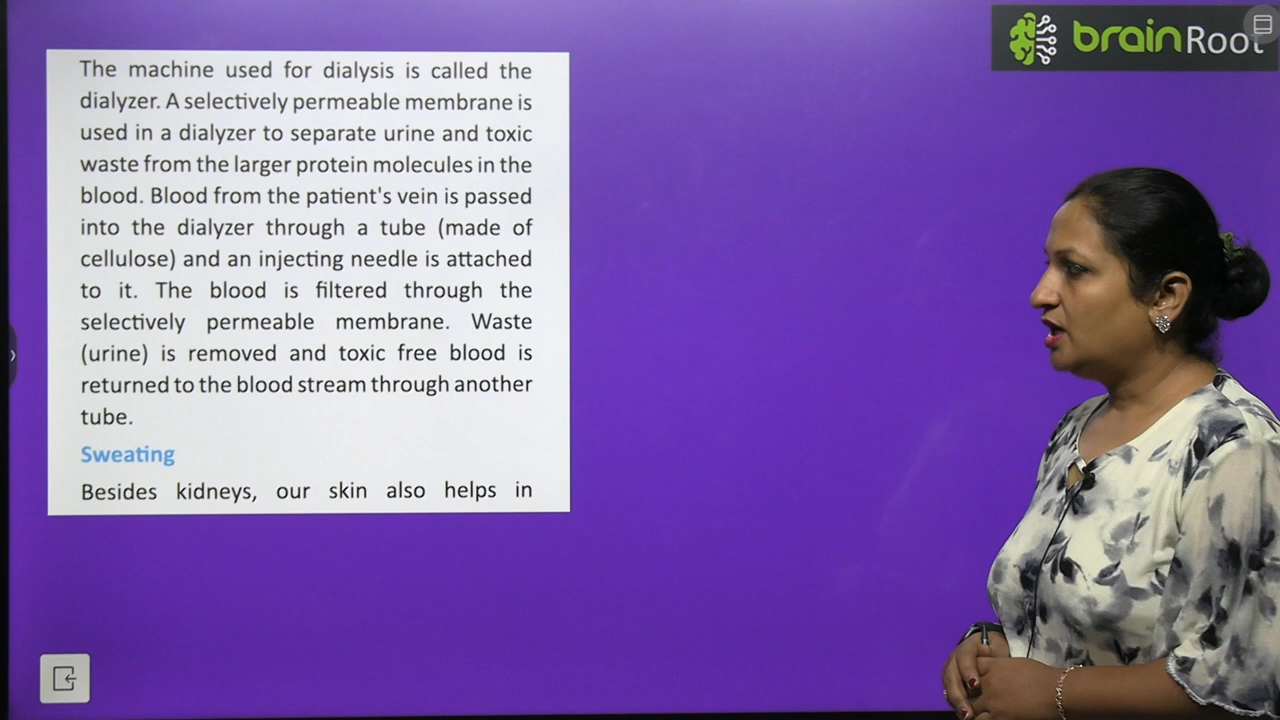 brainRoot
The machine used for dialysis is called the
dialyzer. A selectively permeable membrane is
used in a dialyzer to separate urine and toxic
waste from the larger protein molecules in the
blood. Blood from the patient's vein is passed
into the dialyzer through a tube (made of
cellulose) and an injecting needle is attached
to it. The blood is filtered through the
selectively permeable membrane. Waste
(urine) is removed and toxic free blood is
returned to the blood stream through another
tube.
Sweating
Besides kidneys, our skin also helps in